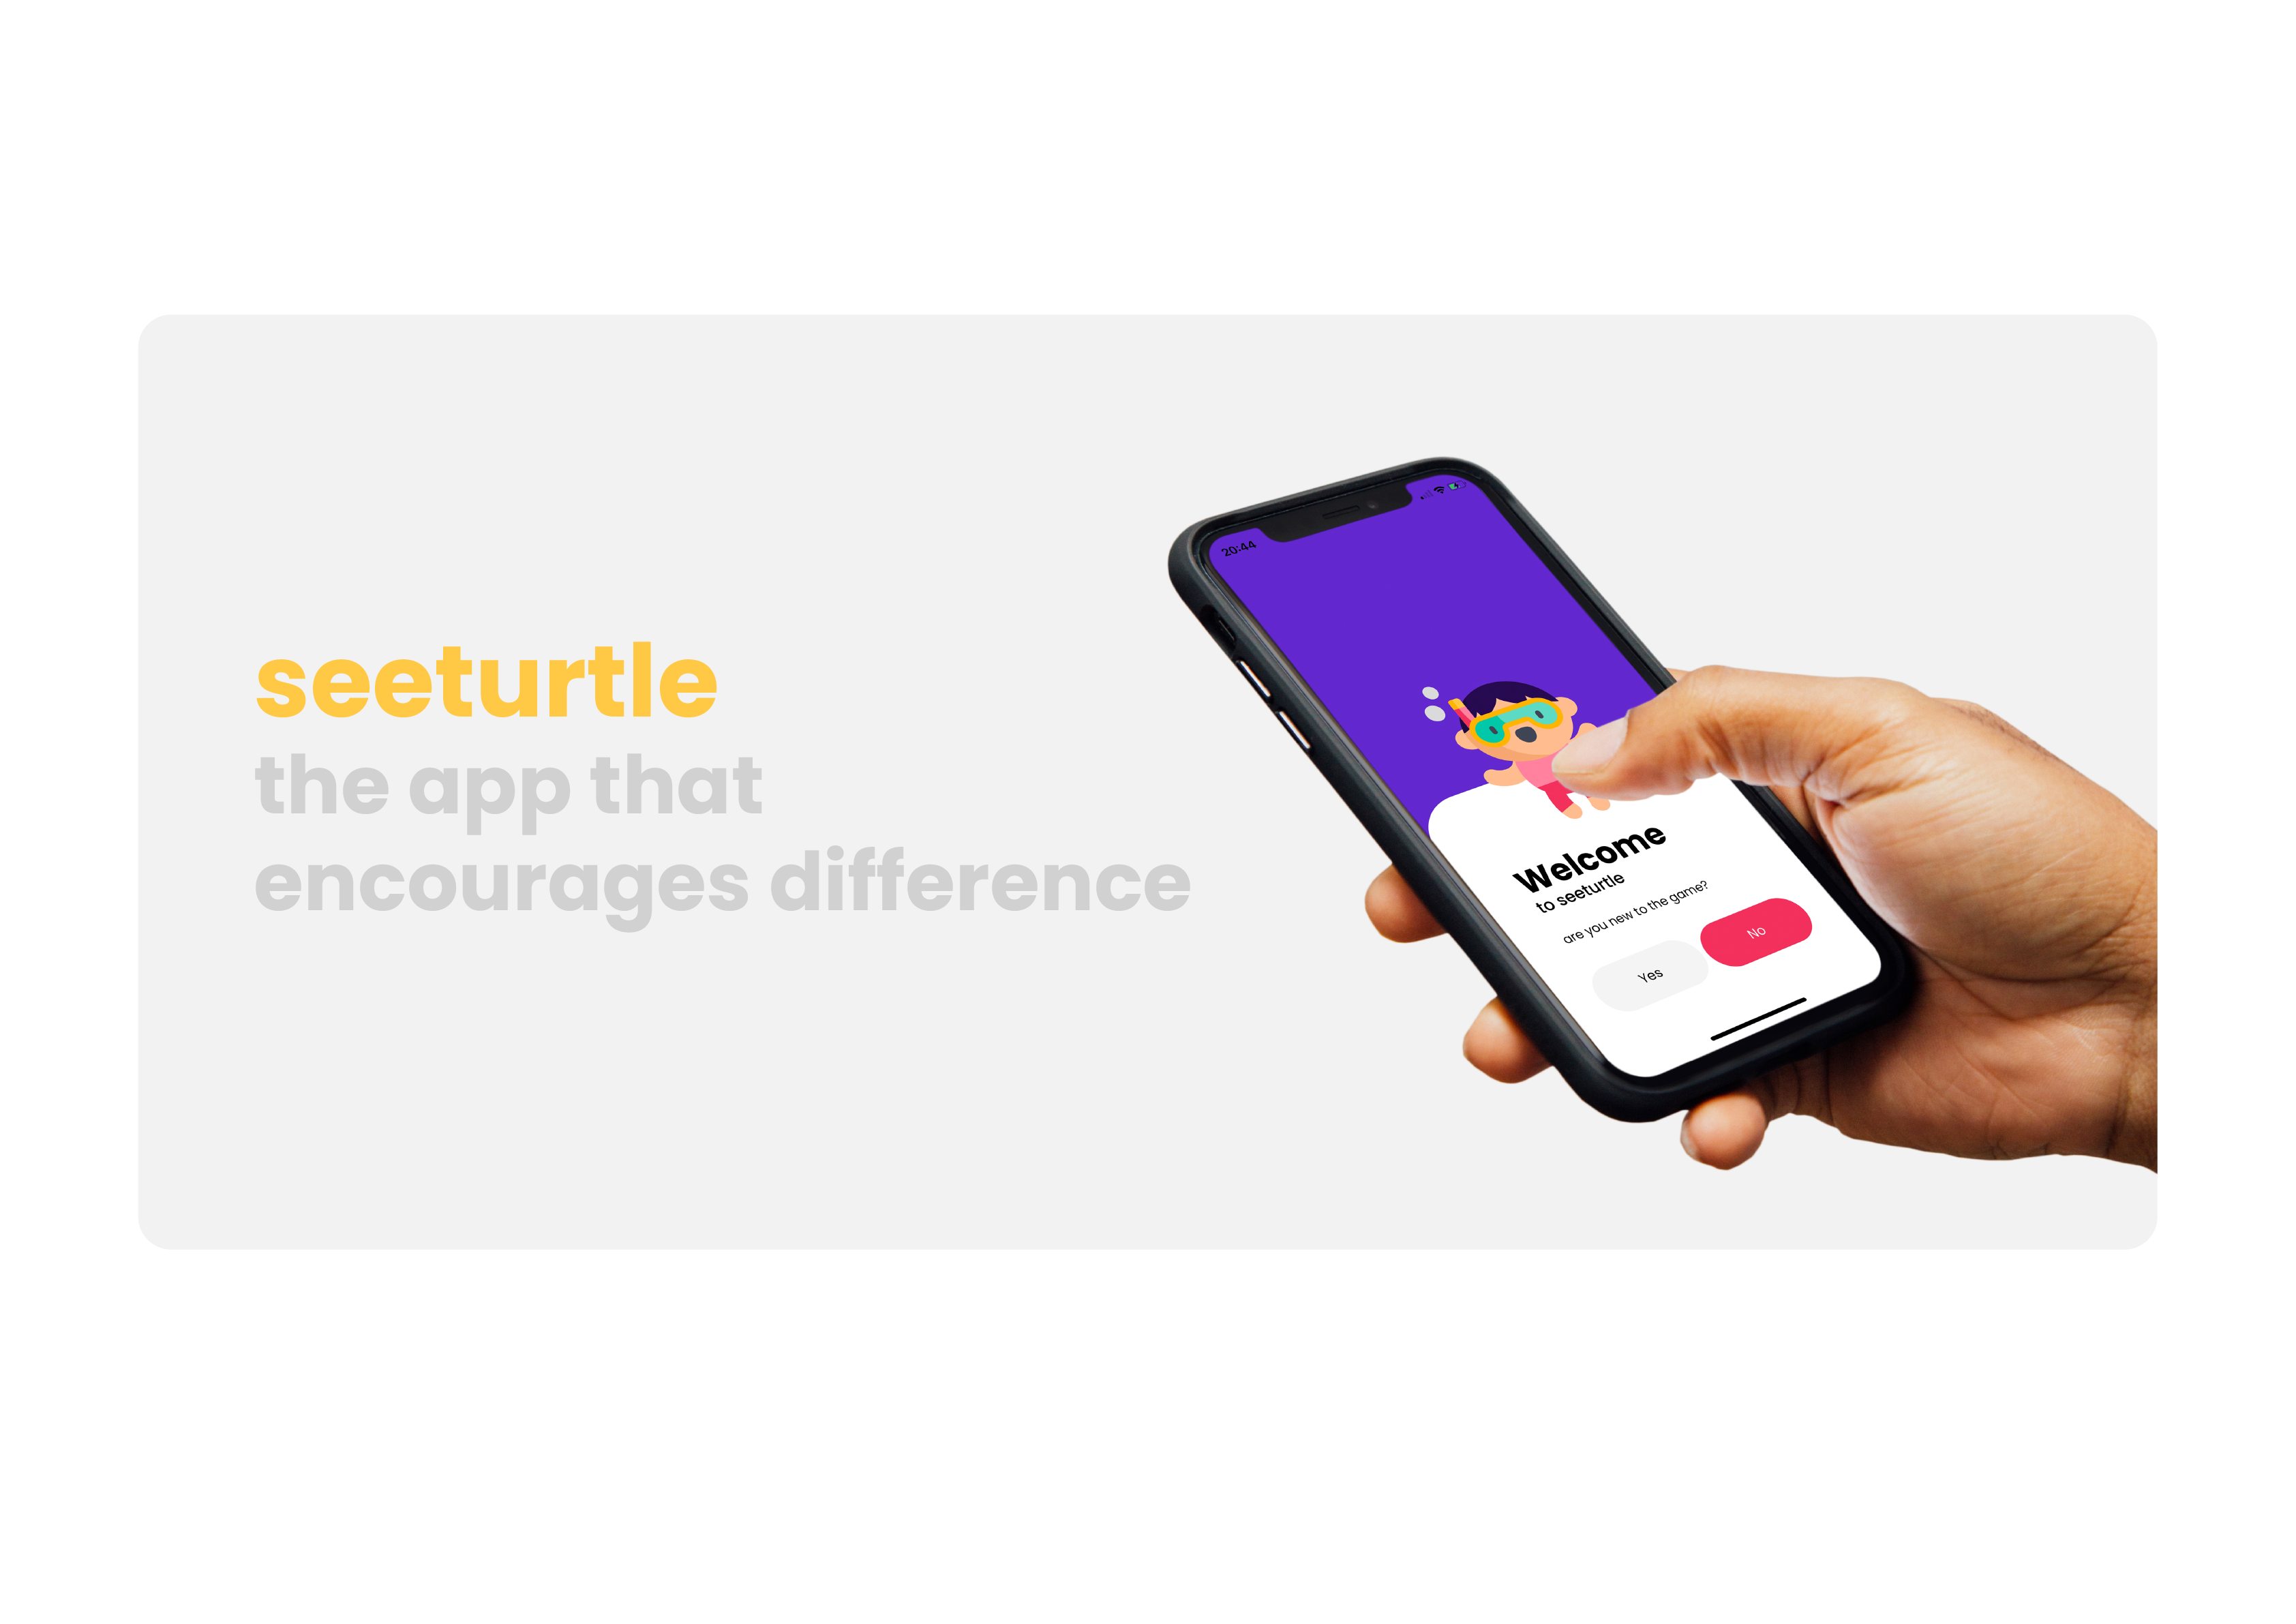 seeturtle
the app that
encourages difference
20:44
Welcome
to seeturtle
are you new to the game?
Yes
No